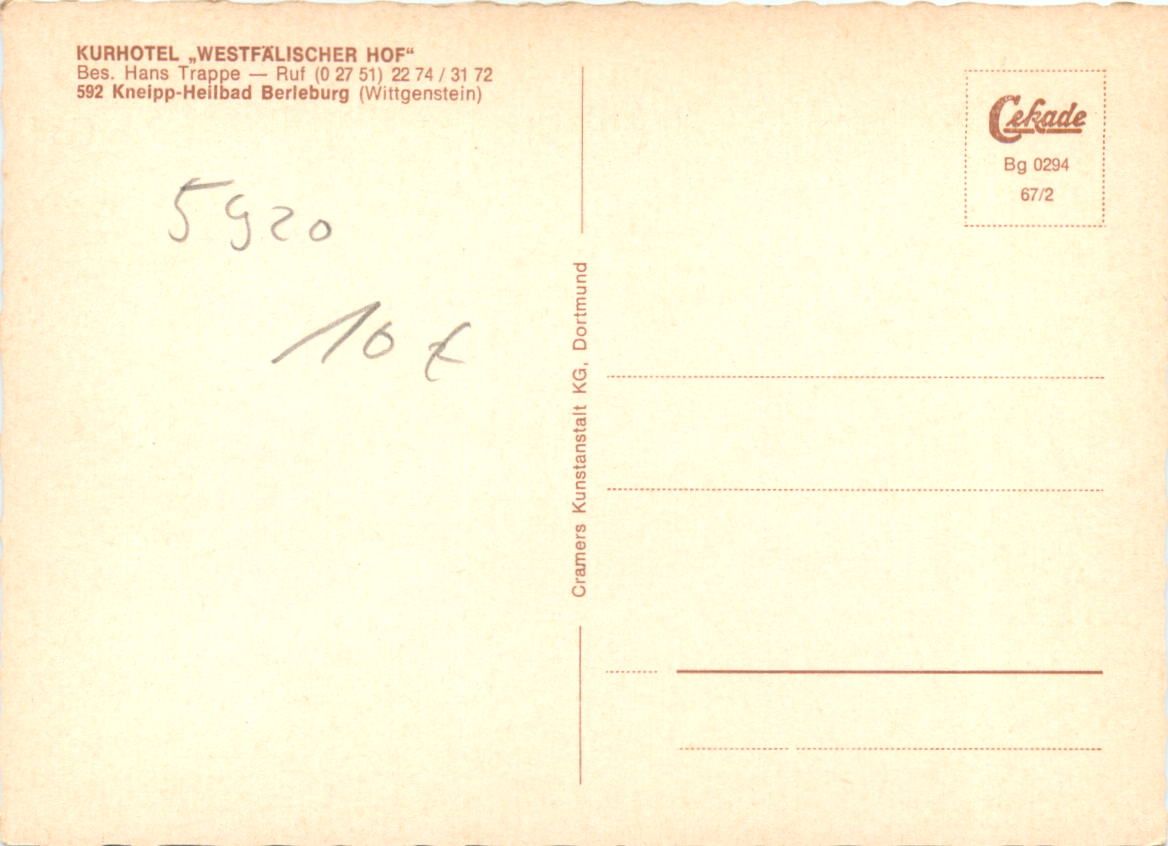 KURHOTEL „WESTFÄLISCHER HOF“
Bes. Hans Trappe — Ruf (0 27 51) 22 74 / 31 72
592 Kneipp-Heilbad Berleburg (Wittgenstein)
5920
10
Cramers Kunstanstalt KG, Dortmund
Cekade
Bg 0294
67/2